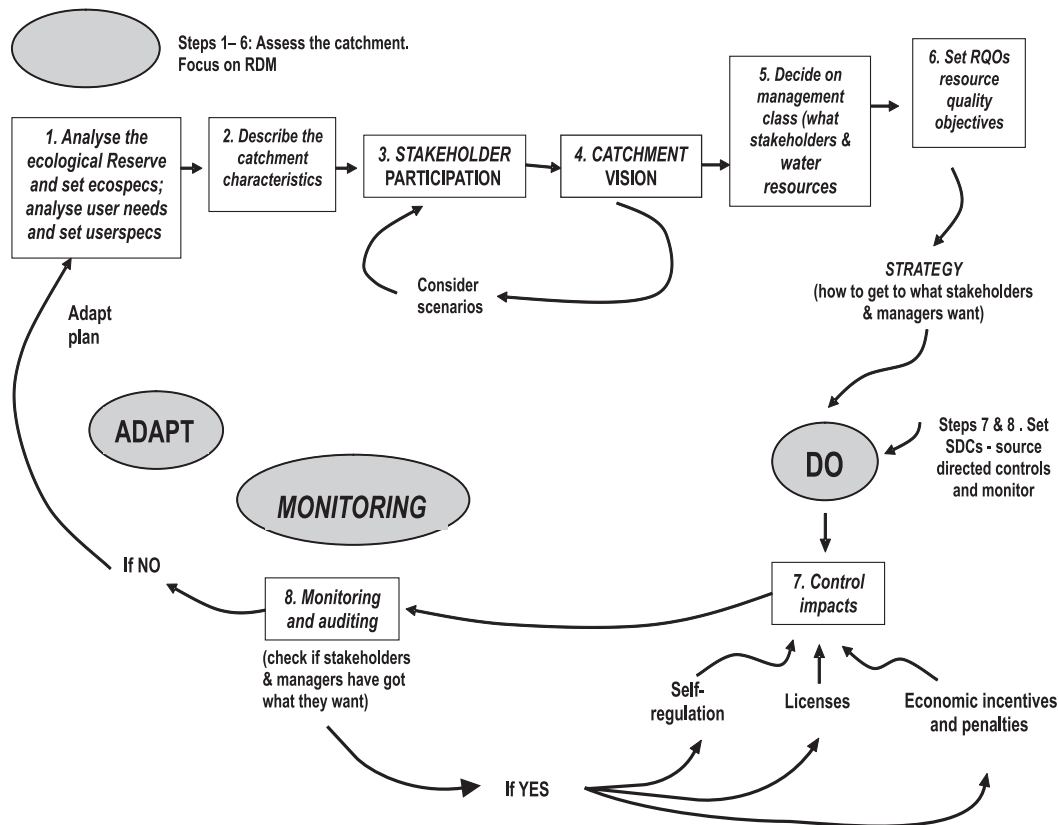 Steps 1– 6: Assess the catchment.
Focus on RDM
1. Analyse the
ecological Reserve
and set ecospecs;
analyse user needs
and set userspecs
2. Describe the
catchment
characteristics
3. STAKEHOLDER
PARTICIPATION
4. CATCHMENT
VISION
5. Decide on
management
class (what
stakeholders &
water
resources
6. Set RQOs
resource
quality
objectives
Consider
scenarios
STRATEGY
(how to get to what stakeholders
& managers want)
Adapt
plan
ADAPT
MONITORING
DO
Steps 7 & 8 . Set
SDCs - source
directed controls
and monitor
If NO
8. Monitoring
and auditing
(check if stakeholders
& managers have got
what they want)
7. Control
impacts
Self-
regulation
Licenses
Economic incentives
and penalties
If YES